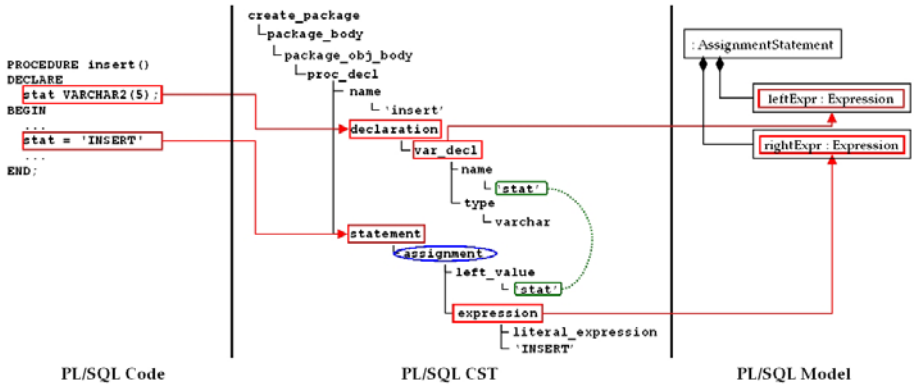 PROCEDURE insert()
DECLARE
stat VARCHAR2(5);
BEGIN
...
stat = 'INSERT'
...
END;
PL/SQL Code
create_package
package_body
package_obj_body
proc_decl
name
'insert'
declaration
var_decl
name
'stat'
type
varchar
statement
assignment
left_value
'stat'
expression
literal_expression
'INSERT'
PL/SQL CST
: AssignmentStatement
leftExpr : Expression
rightExpr : Expression
PL/SQL Model